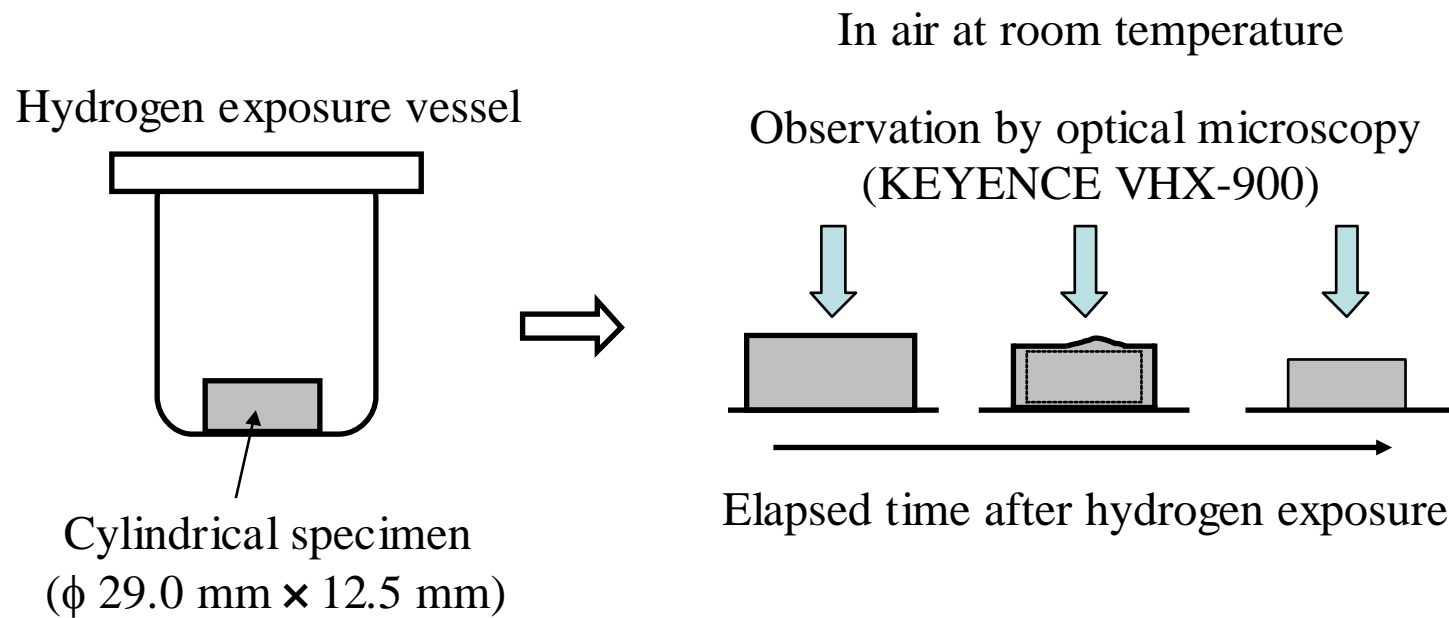 Hydrogen exposure vessel
Cylindrical specimen
(ϕ 29.0 mm × 12.5 mm)
In air at room temperature
Observation by optical microscopy
(KEYENCE VHX-900)
Elapsed time after hydrogen exposure